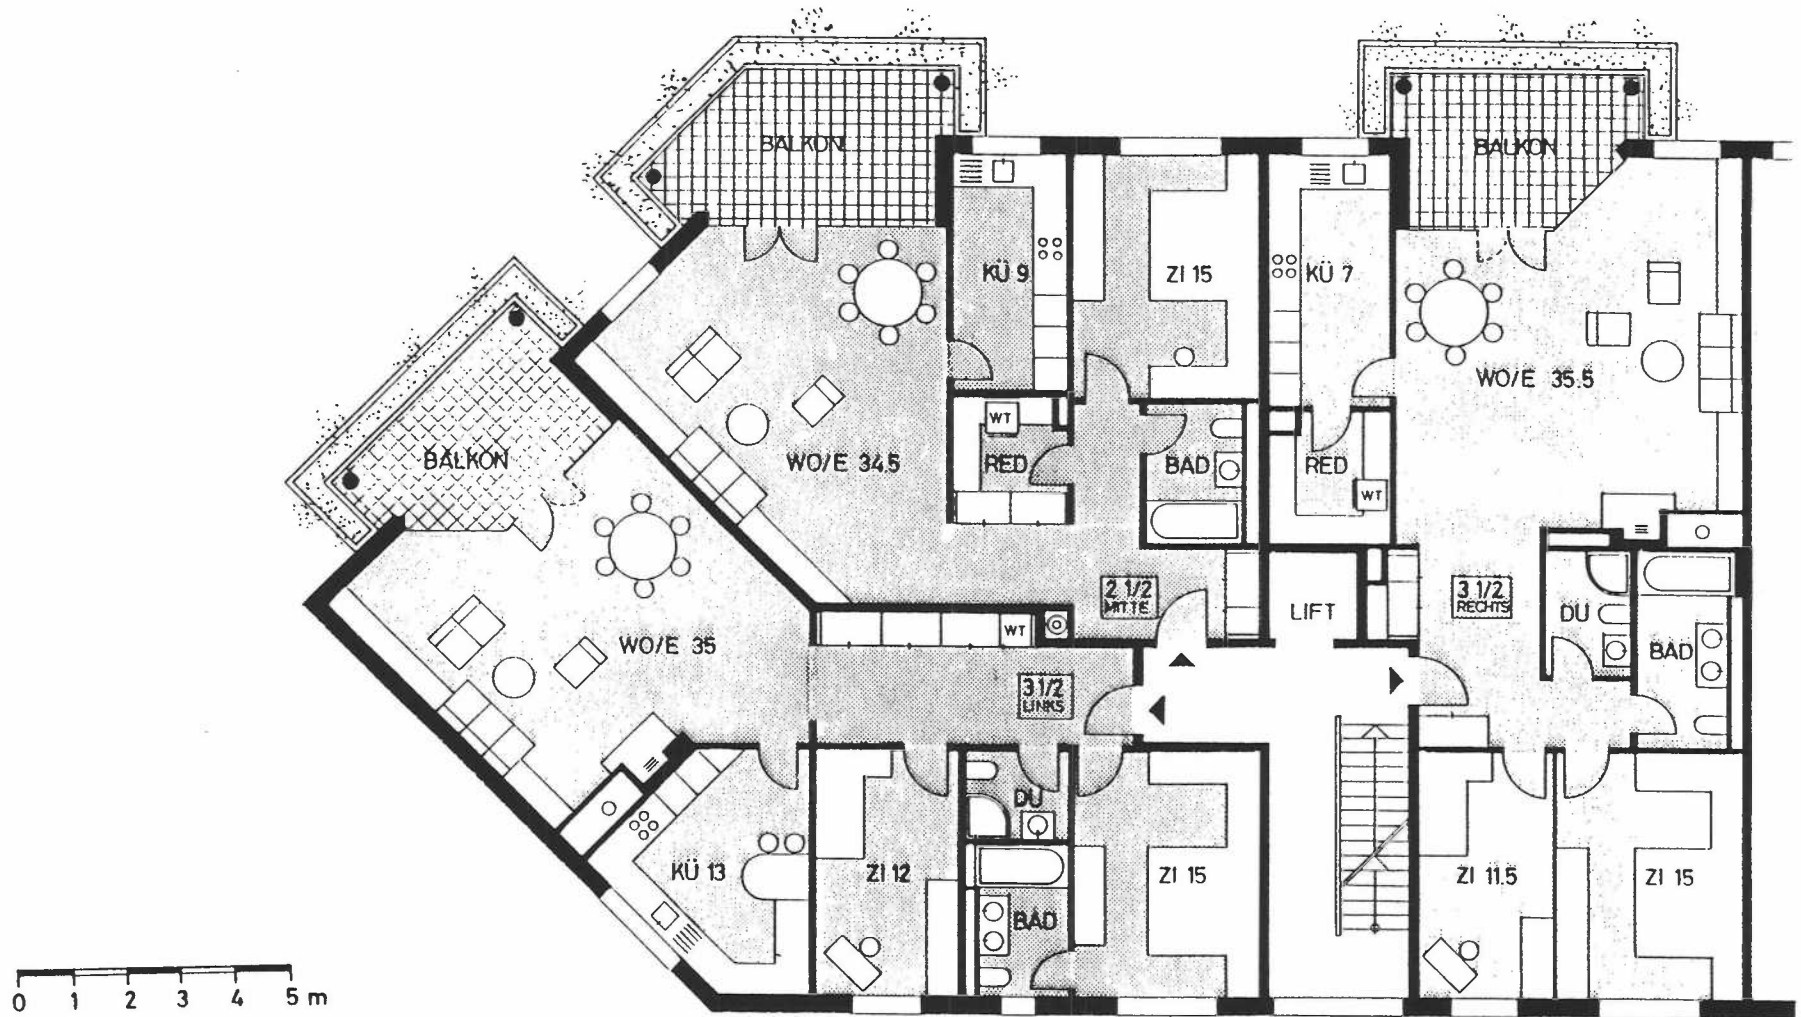 BALKON
BALKON
KÜ 9
ZI 15
KÜ 7
WO/E 35.5
WT
BALKON
WO/E 34.5
RED
BAD
RED
WT
2 1/2
MITTE
LIFT
3 1/2
RECHTS
DU
WO/E 35
WT
BAD
3 1/2
LINKS
DU
KÜ 13
ZI 12
ZI 15
ZI 11.5
ZI 15
BAD
0 1 2 3 4 5 m